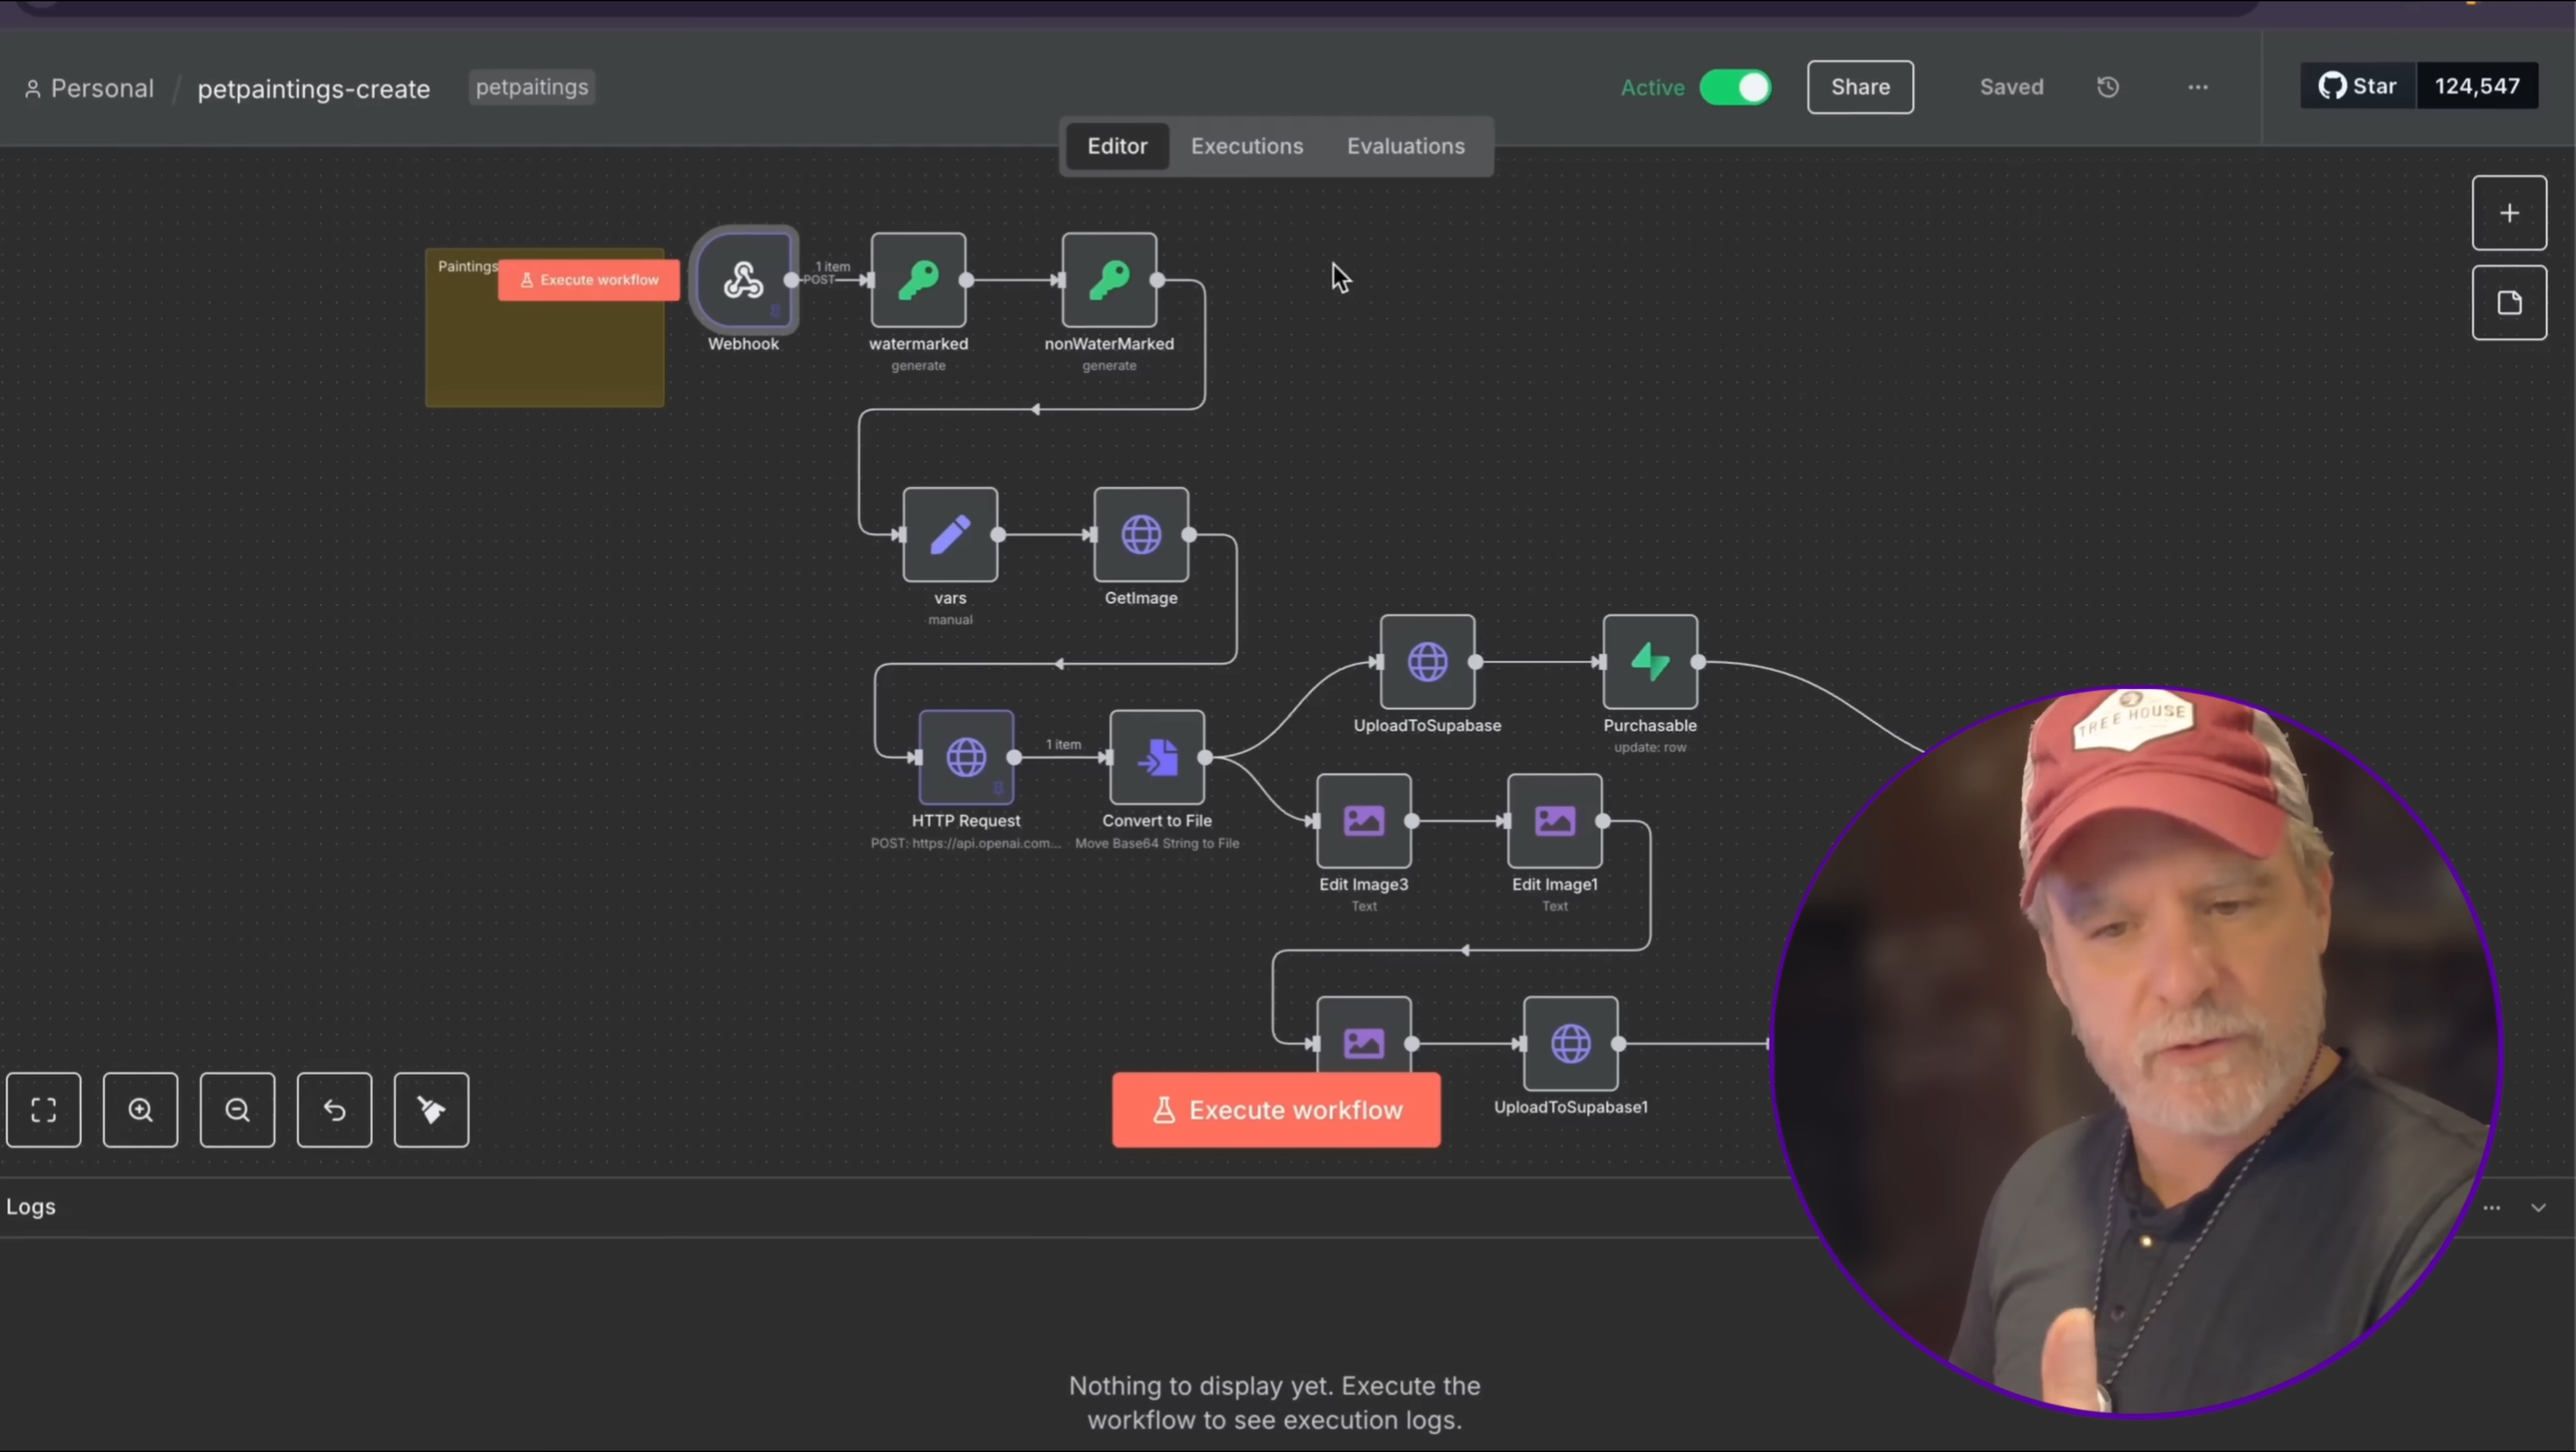 Personal / petpaintings-create petpaitings
Active Share Saved ... Star 124,547
Editor Executions Evaluations
Paintings
Execute workflow
1 item
POST
Webhook
watermarked
generate
nonWaterMarked
generate
vars
manual
GetImage
UploadToSupabase
Purchasable
update: row
1 item
HTTP Request
POST: https://api.openai.com...
Convert to File
Move Base64 String to File
Edit Image3
Text
Edit Image1
Text
TREE HOUSE
UploadToSupabase1
Execute workflow
Logs
Nothing to display yet. Execute the
workflow to see execution logs.